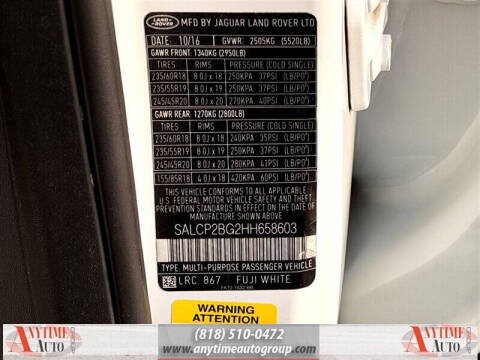 LAND ROVER
MFD BY JAGUAR LAND ROVER LTD
DATE: 10/16 GVWR: 2505KG (5520LB)
GAWR FRONT: 1340KG (2950LB)
TIRES RIMS PRESSURE (COLD SINGLE)
235/60R18 8.0J x 18 250KPA 37PSI (LB/PO²)
235/55R19 8.0J x 19 250KPA 37PSI (LB/PO²)
245/45R20 8.0J x 20 270KPA 40PSI (LB/PO²)
GAWR REAR: 1270KG (2800LB)
TIRES RIMS PRESSURE (COLD SINGLE)
235/60R18 8.0J x 18 240KPA 35PSI (LB/PO²)
235/55R19 8.0J x 19 250KPA 37PSI (LB/PO²)
245/45R20 8.0J x 20 280KPA 41PSI (LB/PO²)
155/85R18 4.0J x 18 420KPA 60PSI (LB/PO²)
THIS VEHICLE CONFORMS TO ALL APPLICABLE
U.S. FEDERAL MOTOR VEHICLE SAFETY STANDARDS
IN EFFECT ON THE DATE OF
MANUFACTURE SHOWN ABOVE.
SALCP2BG2HH658603
TYPE: MULTI-PURPOSE PASSENGER VEHICLE
LRC. 867 FUJI WHITE
WARNING
ATTENTION
ANYTIME AUTO
(818) 510-0472
www.anytimeautogroup.com
ANYTIME AUTO